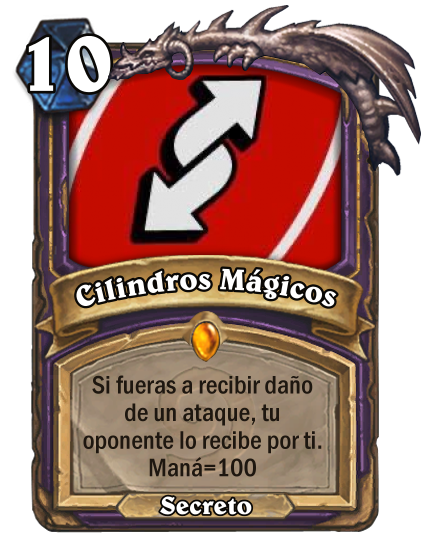 10
Cilindros Mágicos
Si fueras a recibir daño
de un ataque, tu
oponente lo recibe por ti.
Maná=100
Secreto